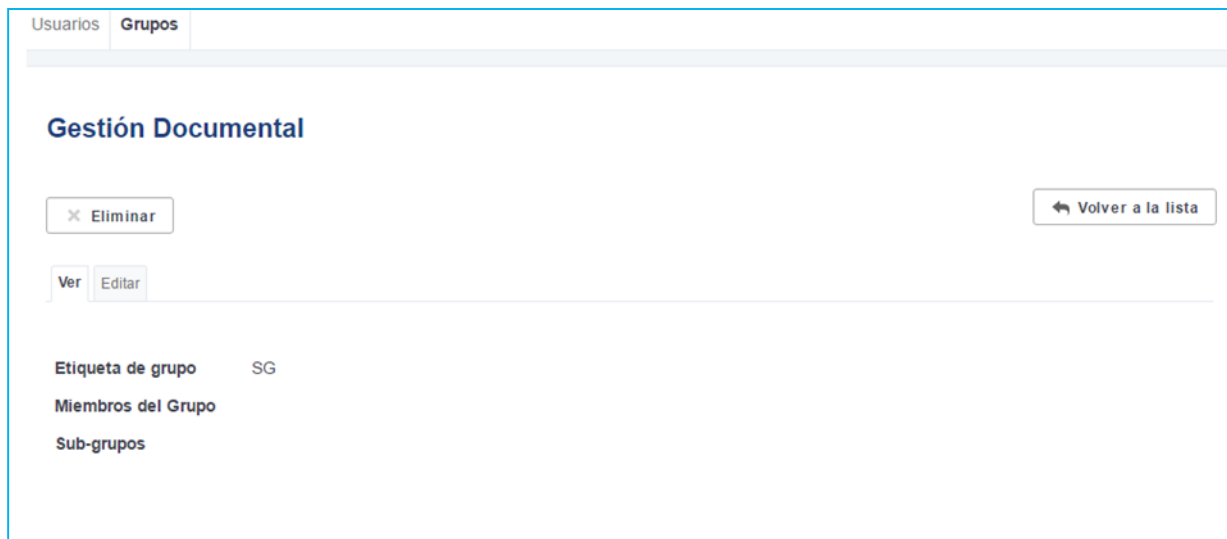 Usuarios Grupos
Gestión Documental
Eliminar
Volver a la lista
Ver Editar
Etiqueta de grupo SG
Miembros del Grupo
Sub-grupos